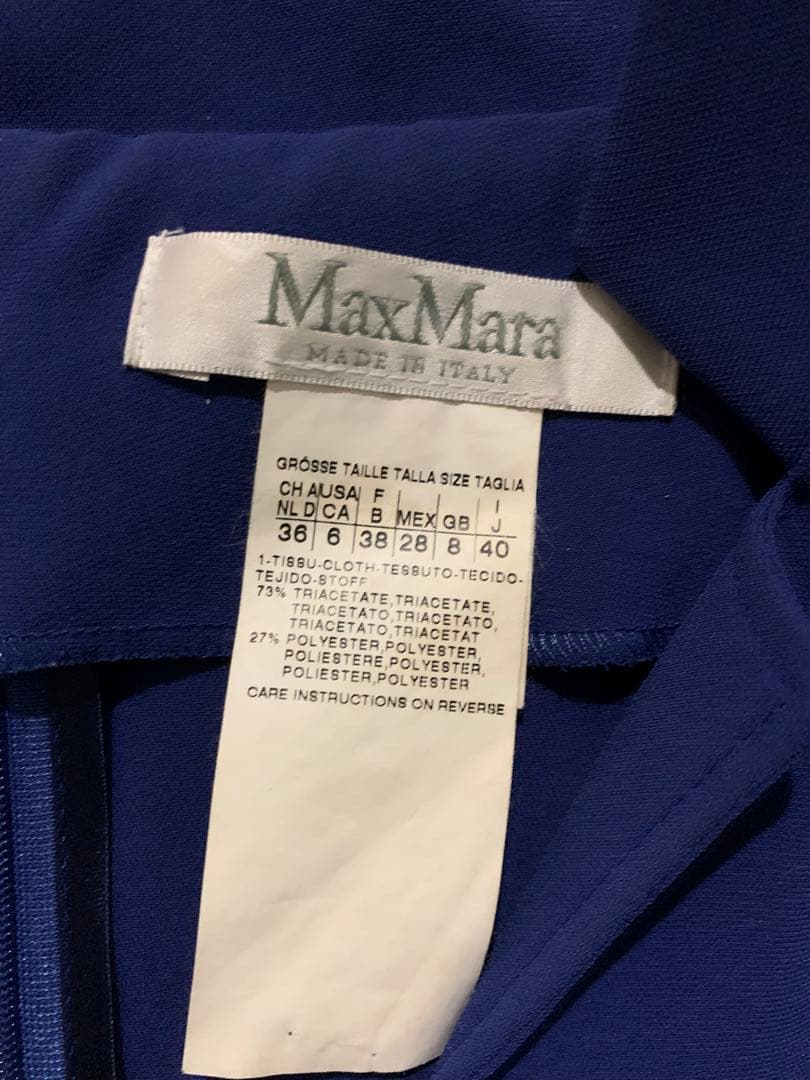 MaxMara
MADE IN ITALY
GRÖSSE TAILLE TALLA SIZE TAGLIA
CH A USA F I
NL D CA B MEX GB J
36 6 38 28 8 40
1-TISSU-CLOTH-TESSUTO-TECIDO-
TEJIDO-STOFF
73% TRIACETATE,TRIACETATE,
TRIACETATO,TRIACETATO,
TRIACETATO,TRIACETAT
27% POLYESTER,POLYESTER,
POLIESTERE,POLYESTER,
POLIESTER,POLYESTER
CARE INSTRUCTIONS ON REVERSE